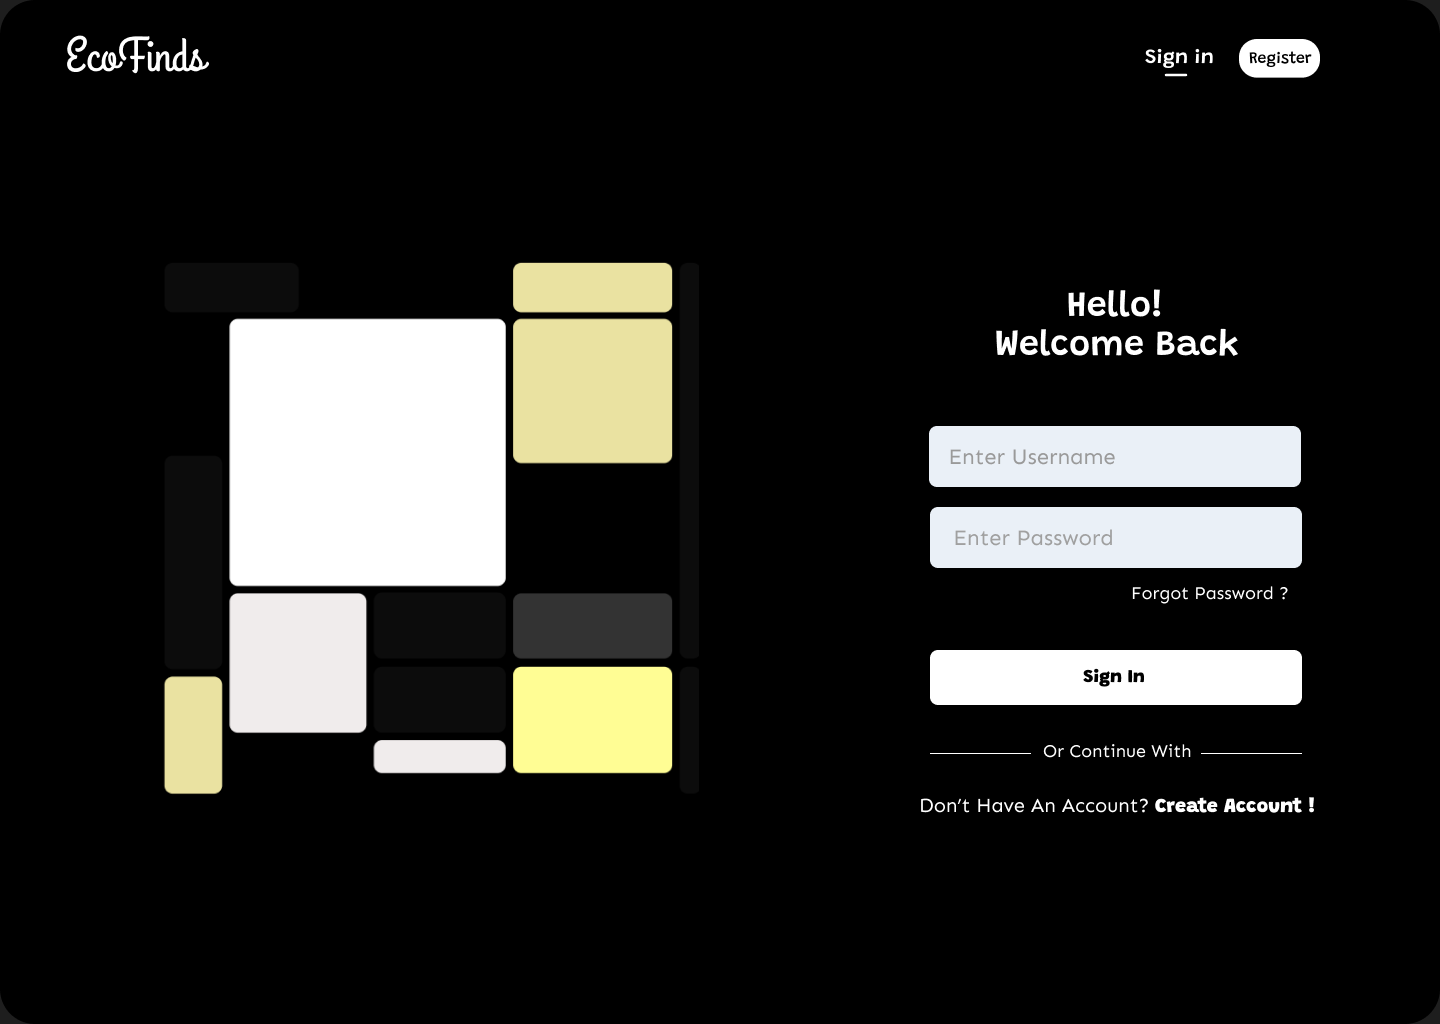 EcoFinds
Sign in
Register
Hello!
Welcome Back
Enter Username
Enter Password
Forgot Password ?
Sign In
Or Continue With
Don’t Have An Account? Create Account !